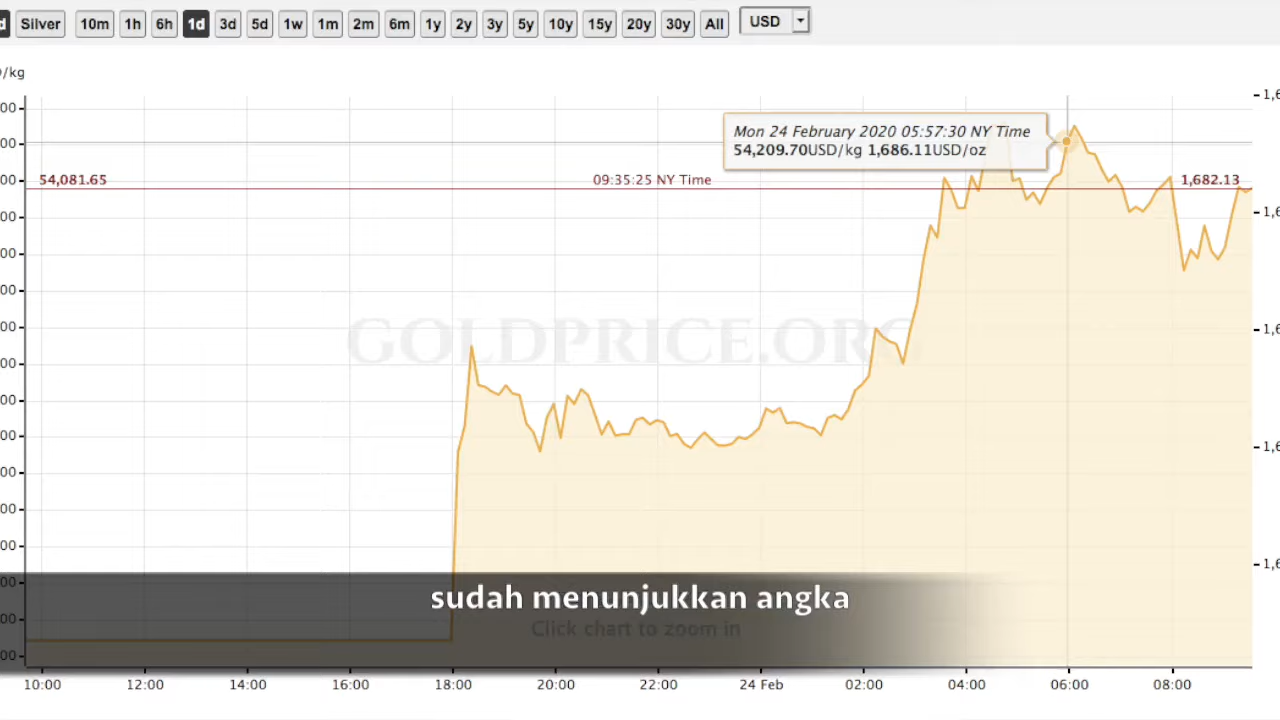 Silver 10m 1h 6h 1d 3d 5d 1w 1m 2m 6m 1y 2y 3y 5y 10y 15y 20y 30y All USD
/kg
Mon 24 February 2020 05:57:30 NY Time
54,209.70USD/kg 1,686.11USD/oz
54,081.65 09:35:25 NY Time 1,682.13
GOLDPRICE.ORG
sudah menunjukkan angka
Click chart to zoom in
10:00 12:00 14:00 16:00 18:00 20:00 22:00 24 Feb 02:00 04:00 06:00 08:00